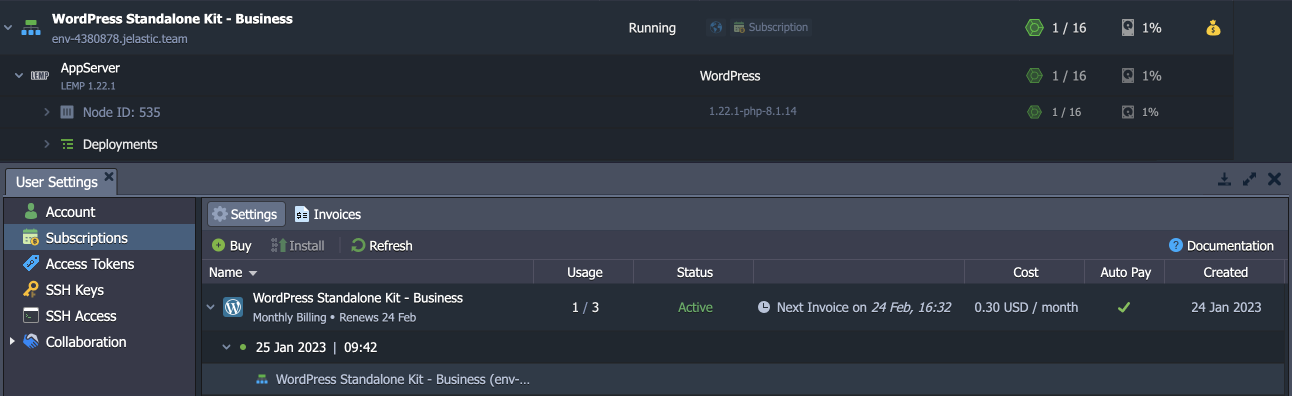 WordPress Standalone Kit - Business
env-4380878.jelastic.team
Running
Subscription
1 / 16
1%
AppServer
LEMP
LEMP 1.22.1
WordPress
1 / 16
1%
Node ID: 535
1.22.1-php-8.1.14
1 / 16
1%
Deployments
User Settings
Account
Subscriptions
Access Tokens
SSH Keys
SSH Access
Collaboration
Settings
Invoices
Buy
Install
Refresh
Documentation
Name
Usage
Status
Cost
Auto Pay
Created
WordPress Standalone Kit - Business
Monthly Billing • Renews 24 Feb
1 / 3
Active
Next Invoice on 24 Feb, 16:32
0.30 USD / month
24 Jan 2023
25 Jan 2023 | 09:42
WordPress Standalone Kit - Business (env-...